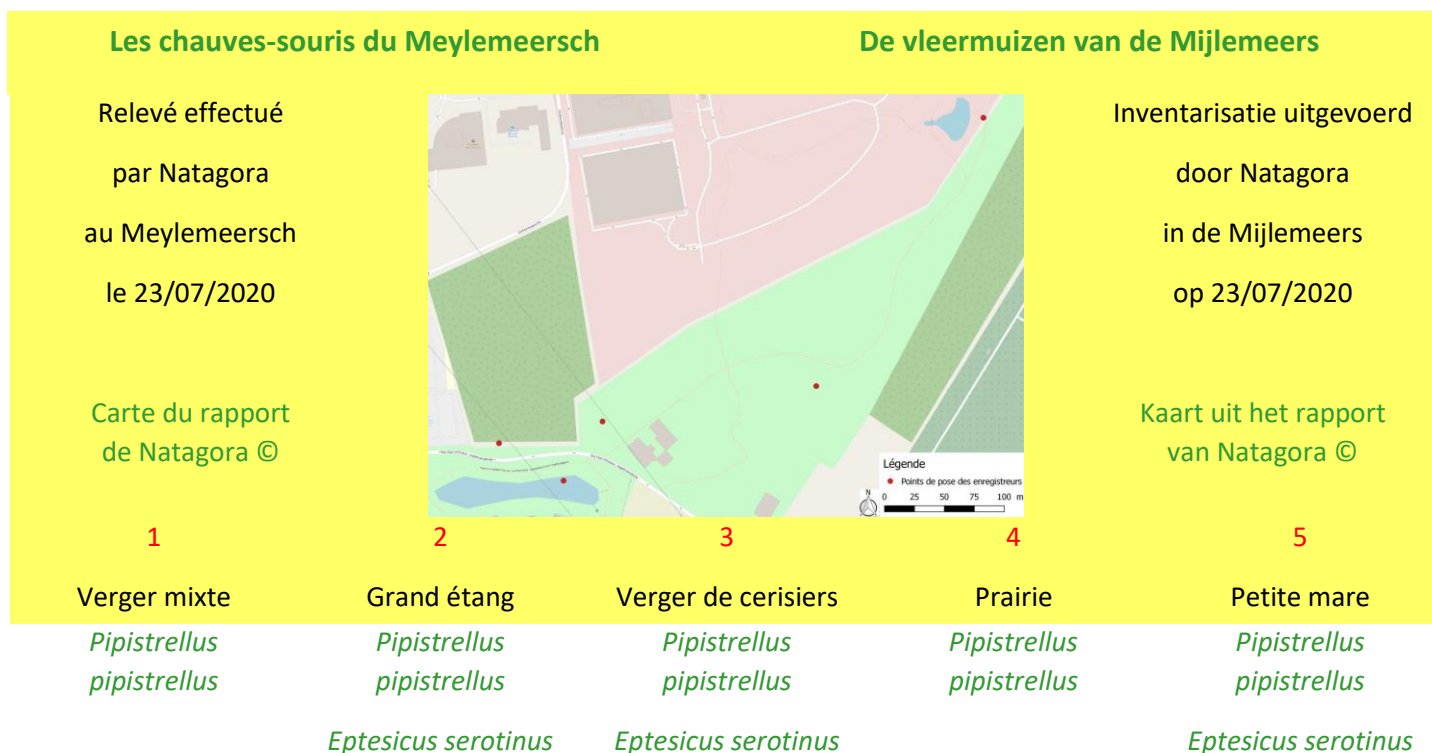 Les chauves-souris du Meylemeersch
De vleermuizen van de Mijlemeers
Relevé effectué
par Natagora
au Meylemeersch
le 23/07/2020
Carte du rapport
de Natagora ©
Légende
Points de pose des enregistreurs
N
0 25 50 75 100 m
Inventarisatie uitgevoerd
door Natagora
in de Mijlemeers
op 23/07/2020
Kaart uit het rapport
van Natagora ©
1 2 3 4 5
Verger mixte Grand étang Verger de cerisiers Prairie Petite mare
Pipistrellus Pipistrellus Pipistrellus Pipistrellus Pipistrellus
pipistrellus pipistrellus pipistrellus pipistrellus pipistrellus
Eptesicus serotinus Eptesicus serotinus Eptesicus serotinus